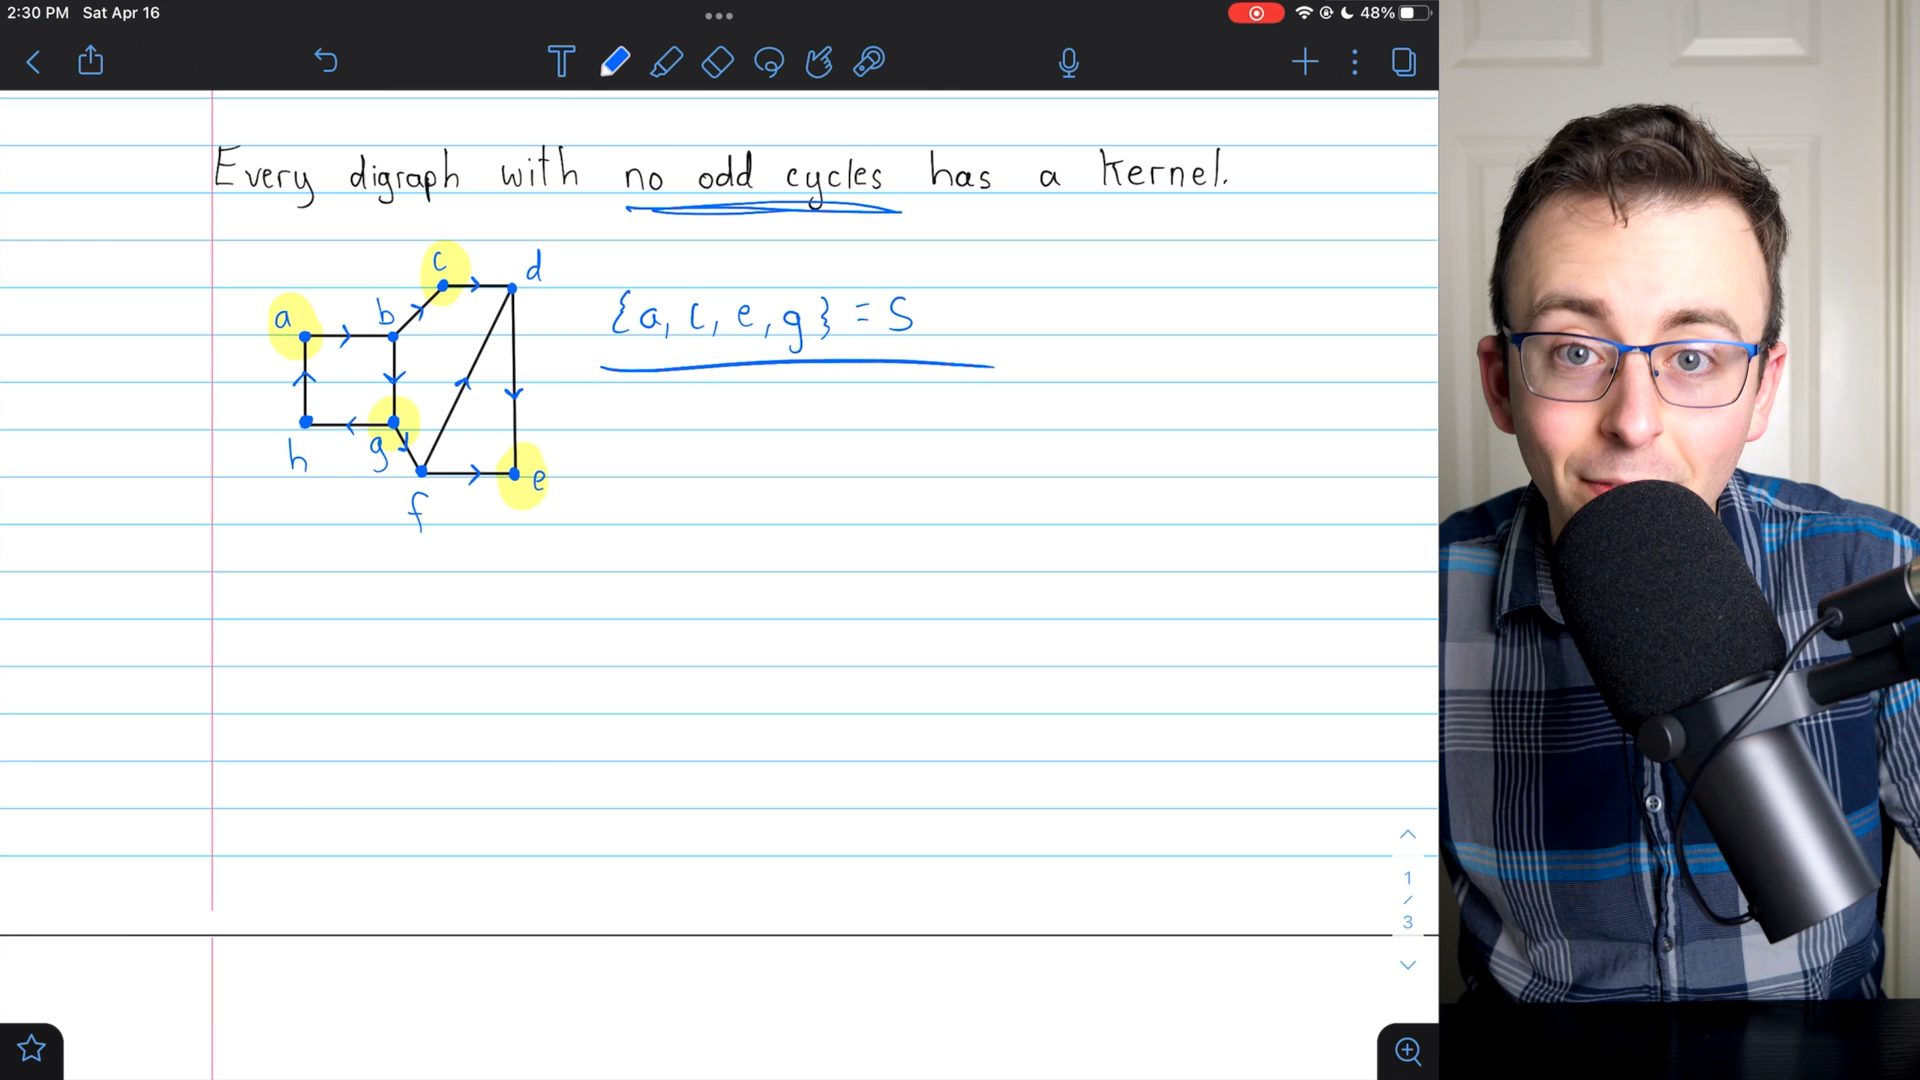 2:30 PM Sat Apr 16
48%
T
Every digraph with no odd cycles has a kernel.
c
d
a
b
{a, c, e, g} = S
h
g
e
f
1
/
3